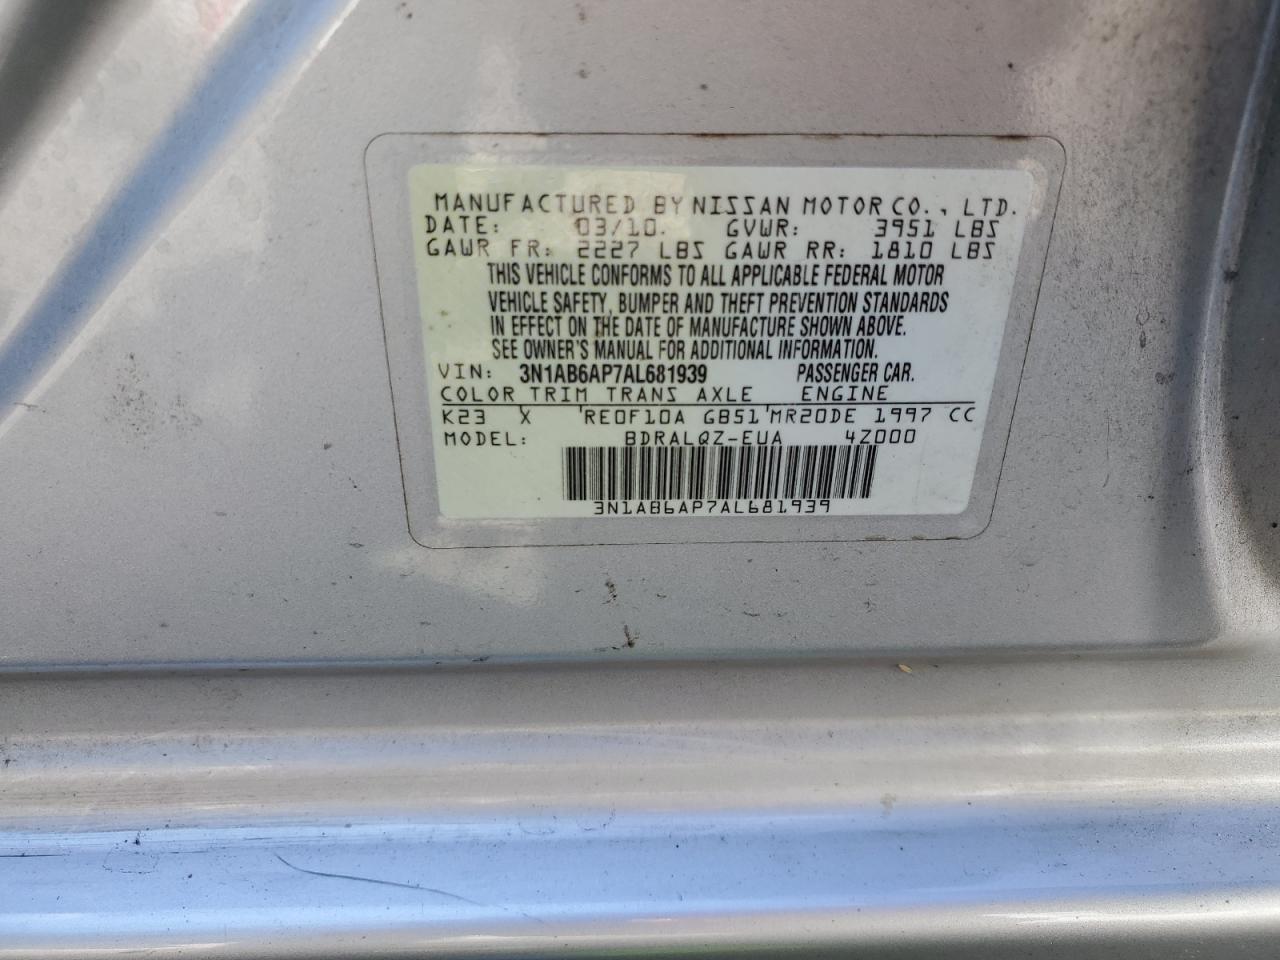 MANUFACTURED BY NISSAN MOTOR CO., LTD.
DATE: 03/10. GVWR: 3951 LBS
GAWR FR: 2227 LBS GAWR RR: 1810 LBS
THIS VEHICLE CONFORMS TO ALL APPLICABLE FEDERAL MOTOR
VEHICLE SAFETY, BUMPER AND THEFT PREVENTION STANDARDS
IN EFFECT ON THE DATE OF MANUFACTURE SHOWN ABOVE.
SEE OWNER'S MANUAL FOR ADDITIONAL INFORMATION.
VIN: 3N1AB6AP7AL681939 PASSENGER CAR.
COLOR TRIM TRANS AXLE ENGINE
K23 X RE0F10A GB51 MR20DE 1997 CC
MODEL: BDRALQZ-EUA 4Z000
3N1AB6AP7AL681939